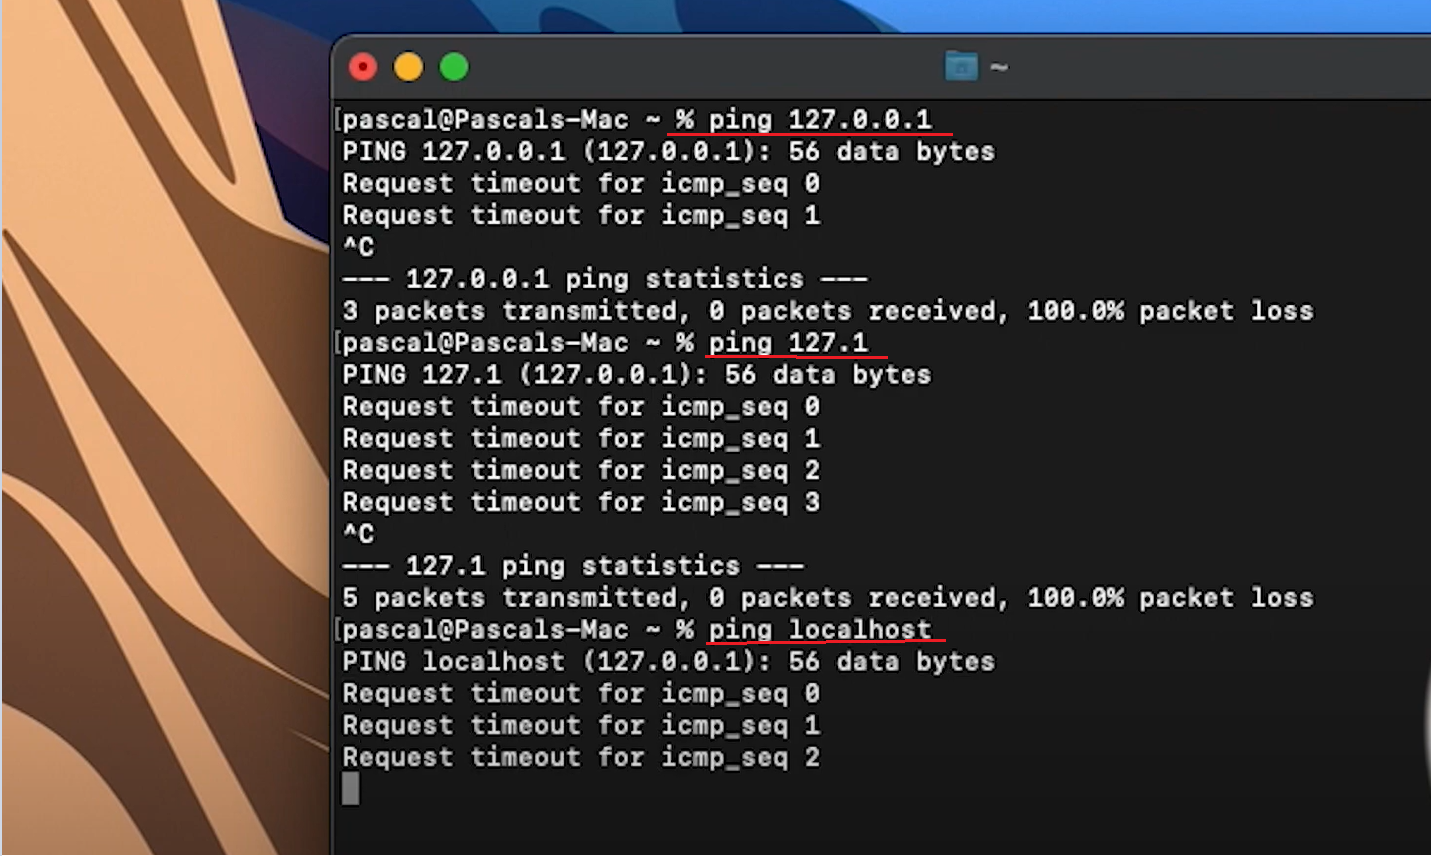 ~
[pascal@Pascals-Mac ~ % ping 127.0.0.1
PING 127.0.0.1 (127.0.0.1): 56 data bytes
Request timeout for icmp_seq 0
Request timeout for icmp_seq 1
^C
--- 127.0.0.1 ping statistics ---
3 packets transmitted, 0 packets received, 100.0% packet loss
[pascal@Pascals-Mac ~ % ping 127.1
PING 127.1 (127.0.0.1): 56 data bytes
Request timeout for icmp_seq 0
Request timeout for icmp_seq 1
Request timeout for icmp_seq 2
Request timeout for icmp_seq 3
^C
--- 127.1 ping statistics ---
5 packets transmitted, 0 packets received, 100.0% packet loss
[pascal@Pascals-Mac ~ % ping localhost
PING localhost (127.0.0.1): 56 data bytes
Request timeout for icmp_seq 0
Request timeout for icmp_seq 1
Request timeout for icmp_seq 2